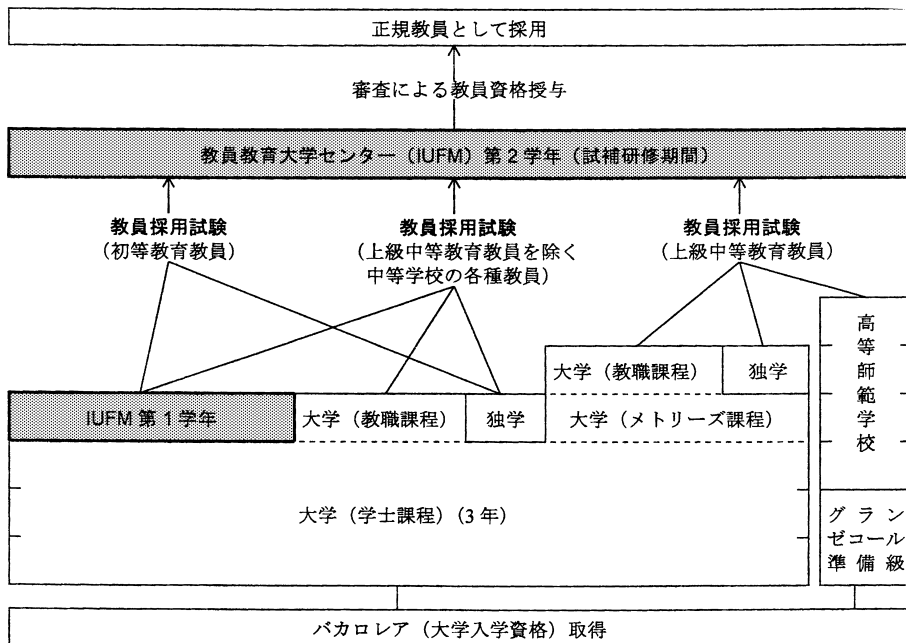 正規教員として採用
審査による教員資格授与
教員教育大学センター（IUFM）第2学年（試補研修期間）
教員採用試験
（初等教育教員）
教員採用試験
（上級中等教育教員を除く
中等学校の各種教員）
教員採用試験
（上級中等教育教員）
高等師範学校
大学（教職課程）
独学
IUFM 第1学年
大学（教職課程）
独学
大学（メトリーズ課程）
大学（学士課程）（3年）
グラン
ゼコール
準備級
バカロレア（大学入学資格）取得